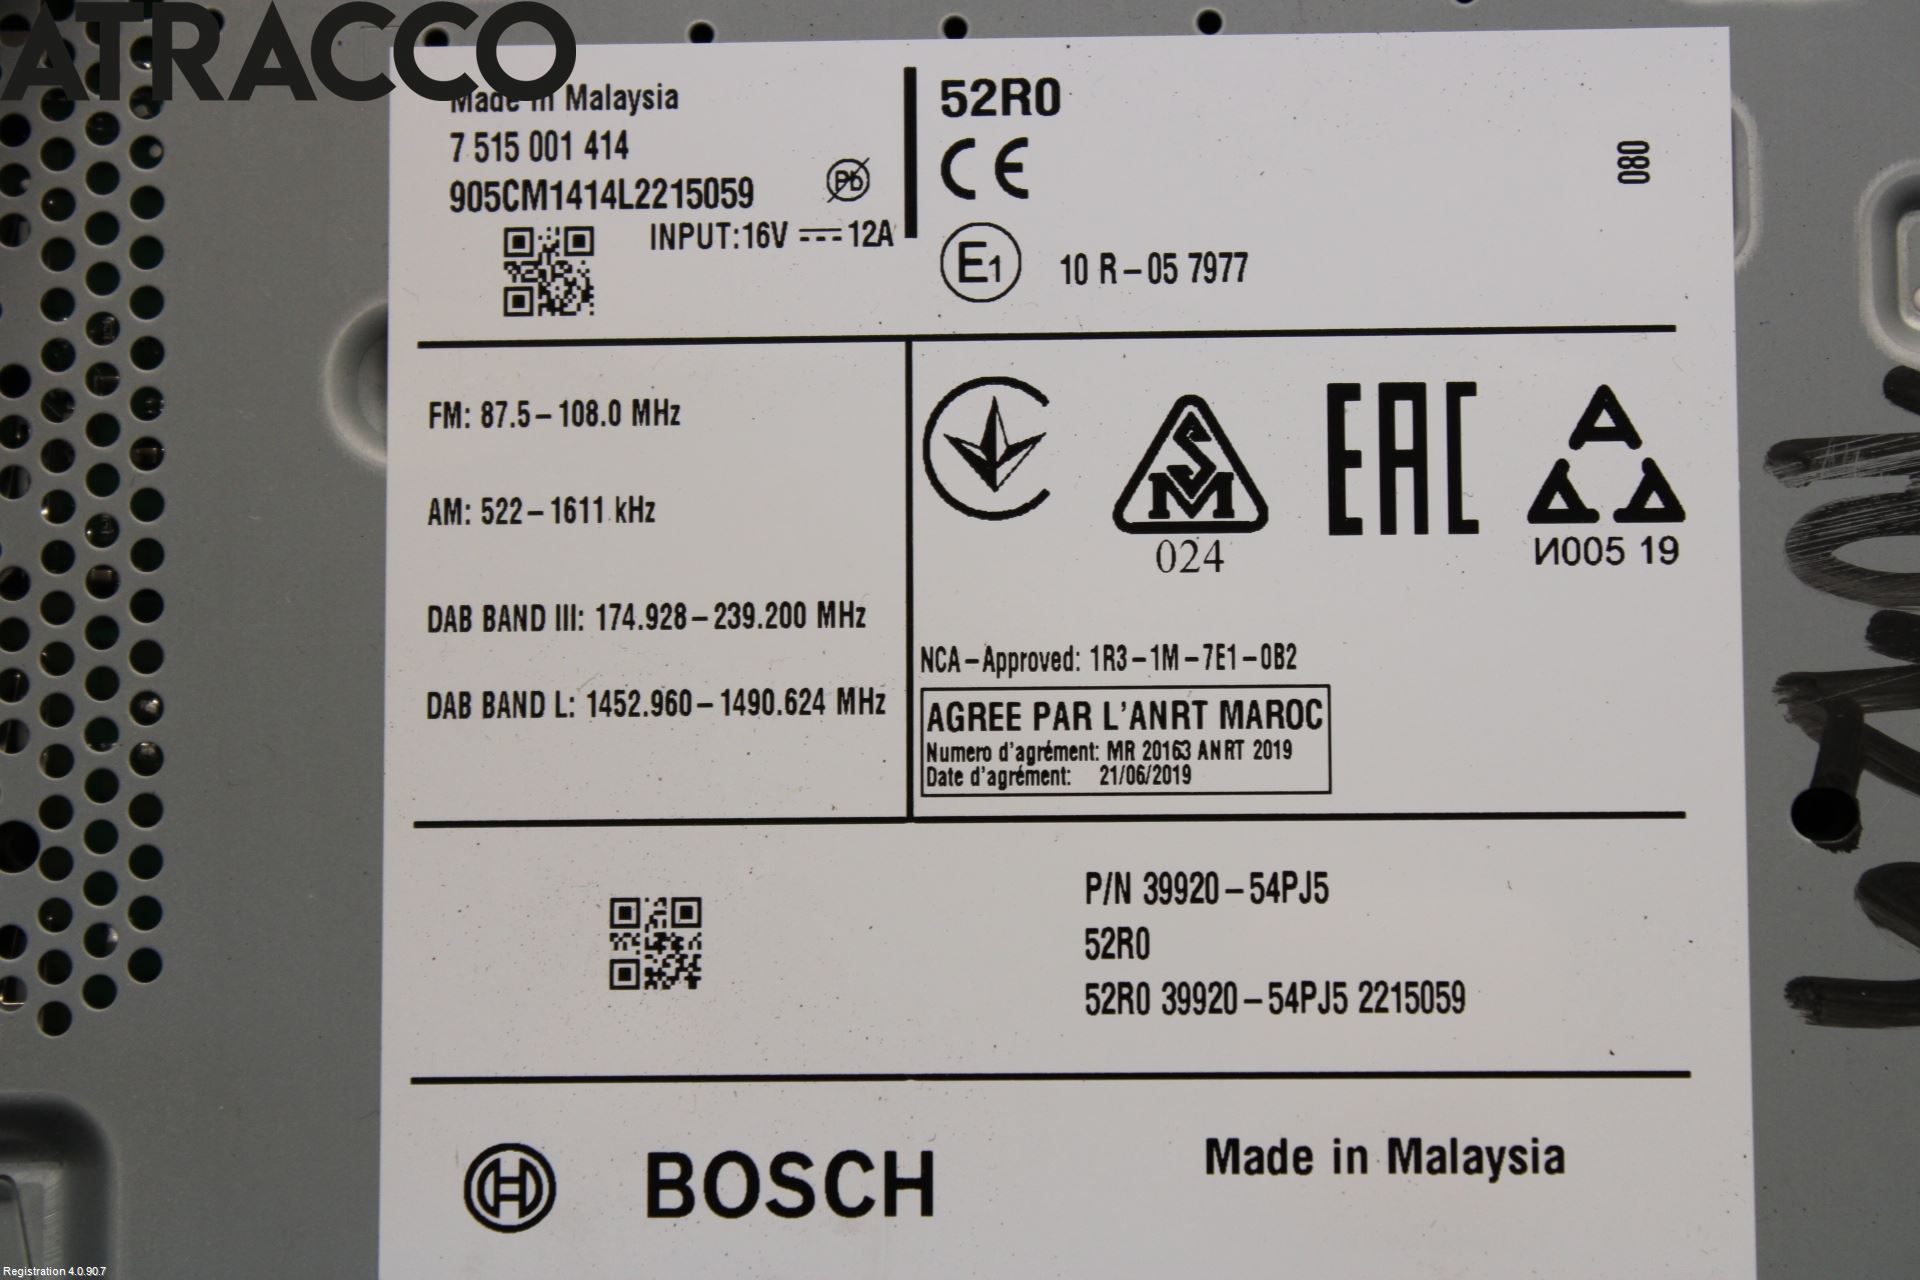 ATRACCO
Made in Malaysia
7 515 001 414
905CM1414L2215059
Pb
INPUT:16V 12A
52R0
CE
E1
10 R-05 7977
080
FM: 87.5-108.0 MHz
AM: 522-1611 kHz
DAB BAND III: 174.928-239.200 MHz
DAB BAND L: 1452.960-1490.624 MHz
SM
024
EAC
И005 19
NCA-Approved: 1R3-1M-7E1-0B2
AGREE PAR L'ANRT MAROC
Numero d'agrément: MR 20163 ANRT 2019
Date d'agrément: 21/06/2019
P/N 39920-54PJ5
52R0
52R0 39920-54PJ5 2215059
BOSCH
Made in Malaysia
Registration 4.0.90.7